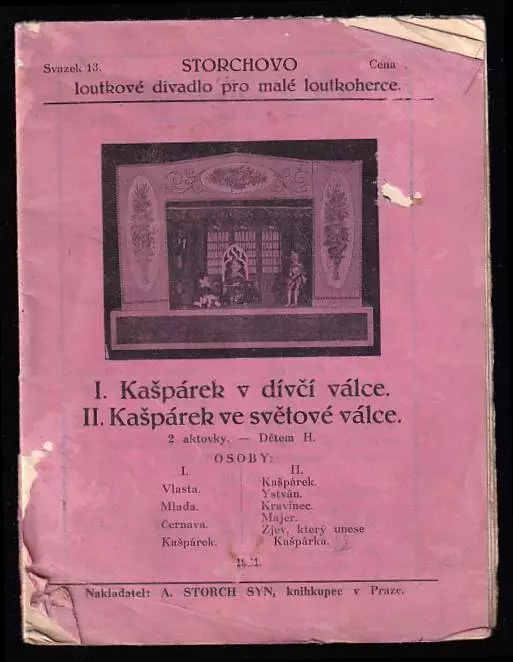 Svazek 13. STORCHOVO Cena
loutkové divadlo pro malé loutkoherce.
I. Kašpárek v dívčí válce.
II. Kašpárek ve světové válce.
2 aktovky. — Dětem H.
OSOBY:
I. II.
Vlasta. Kašpárek.
Ystván.
Mlada. Kravinec.
Majer.
Černava. Zjev, který unese
Kašpárek. Kašpárka.
Nakladatel: A. STORCH SYN, knihkupec v Praze.